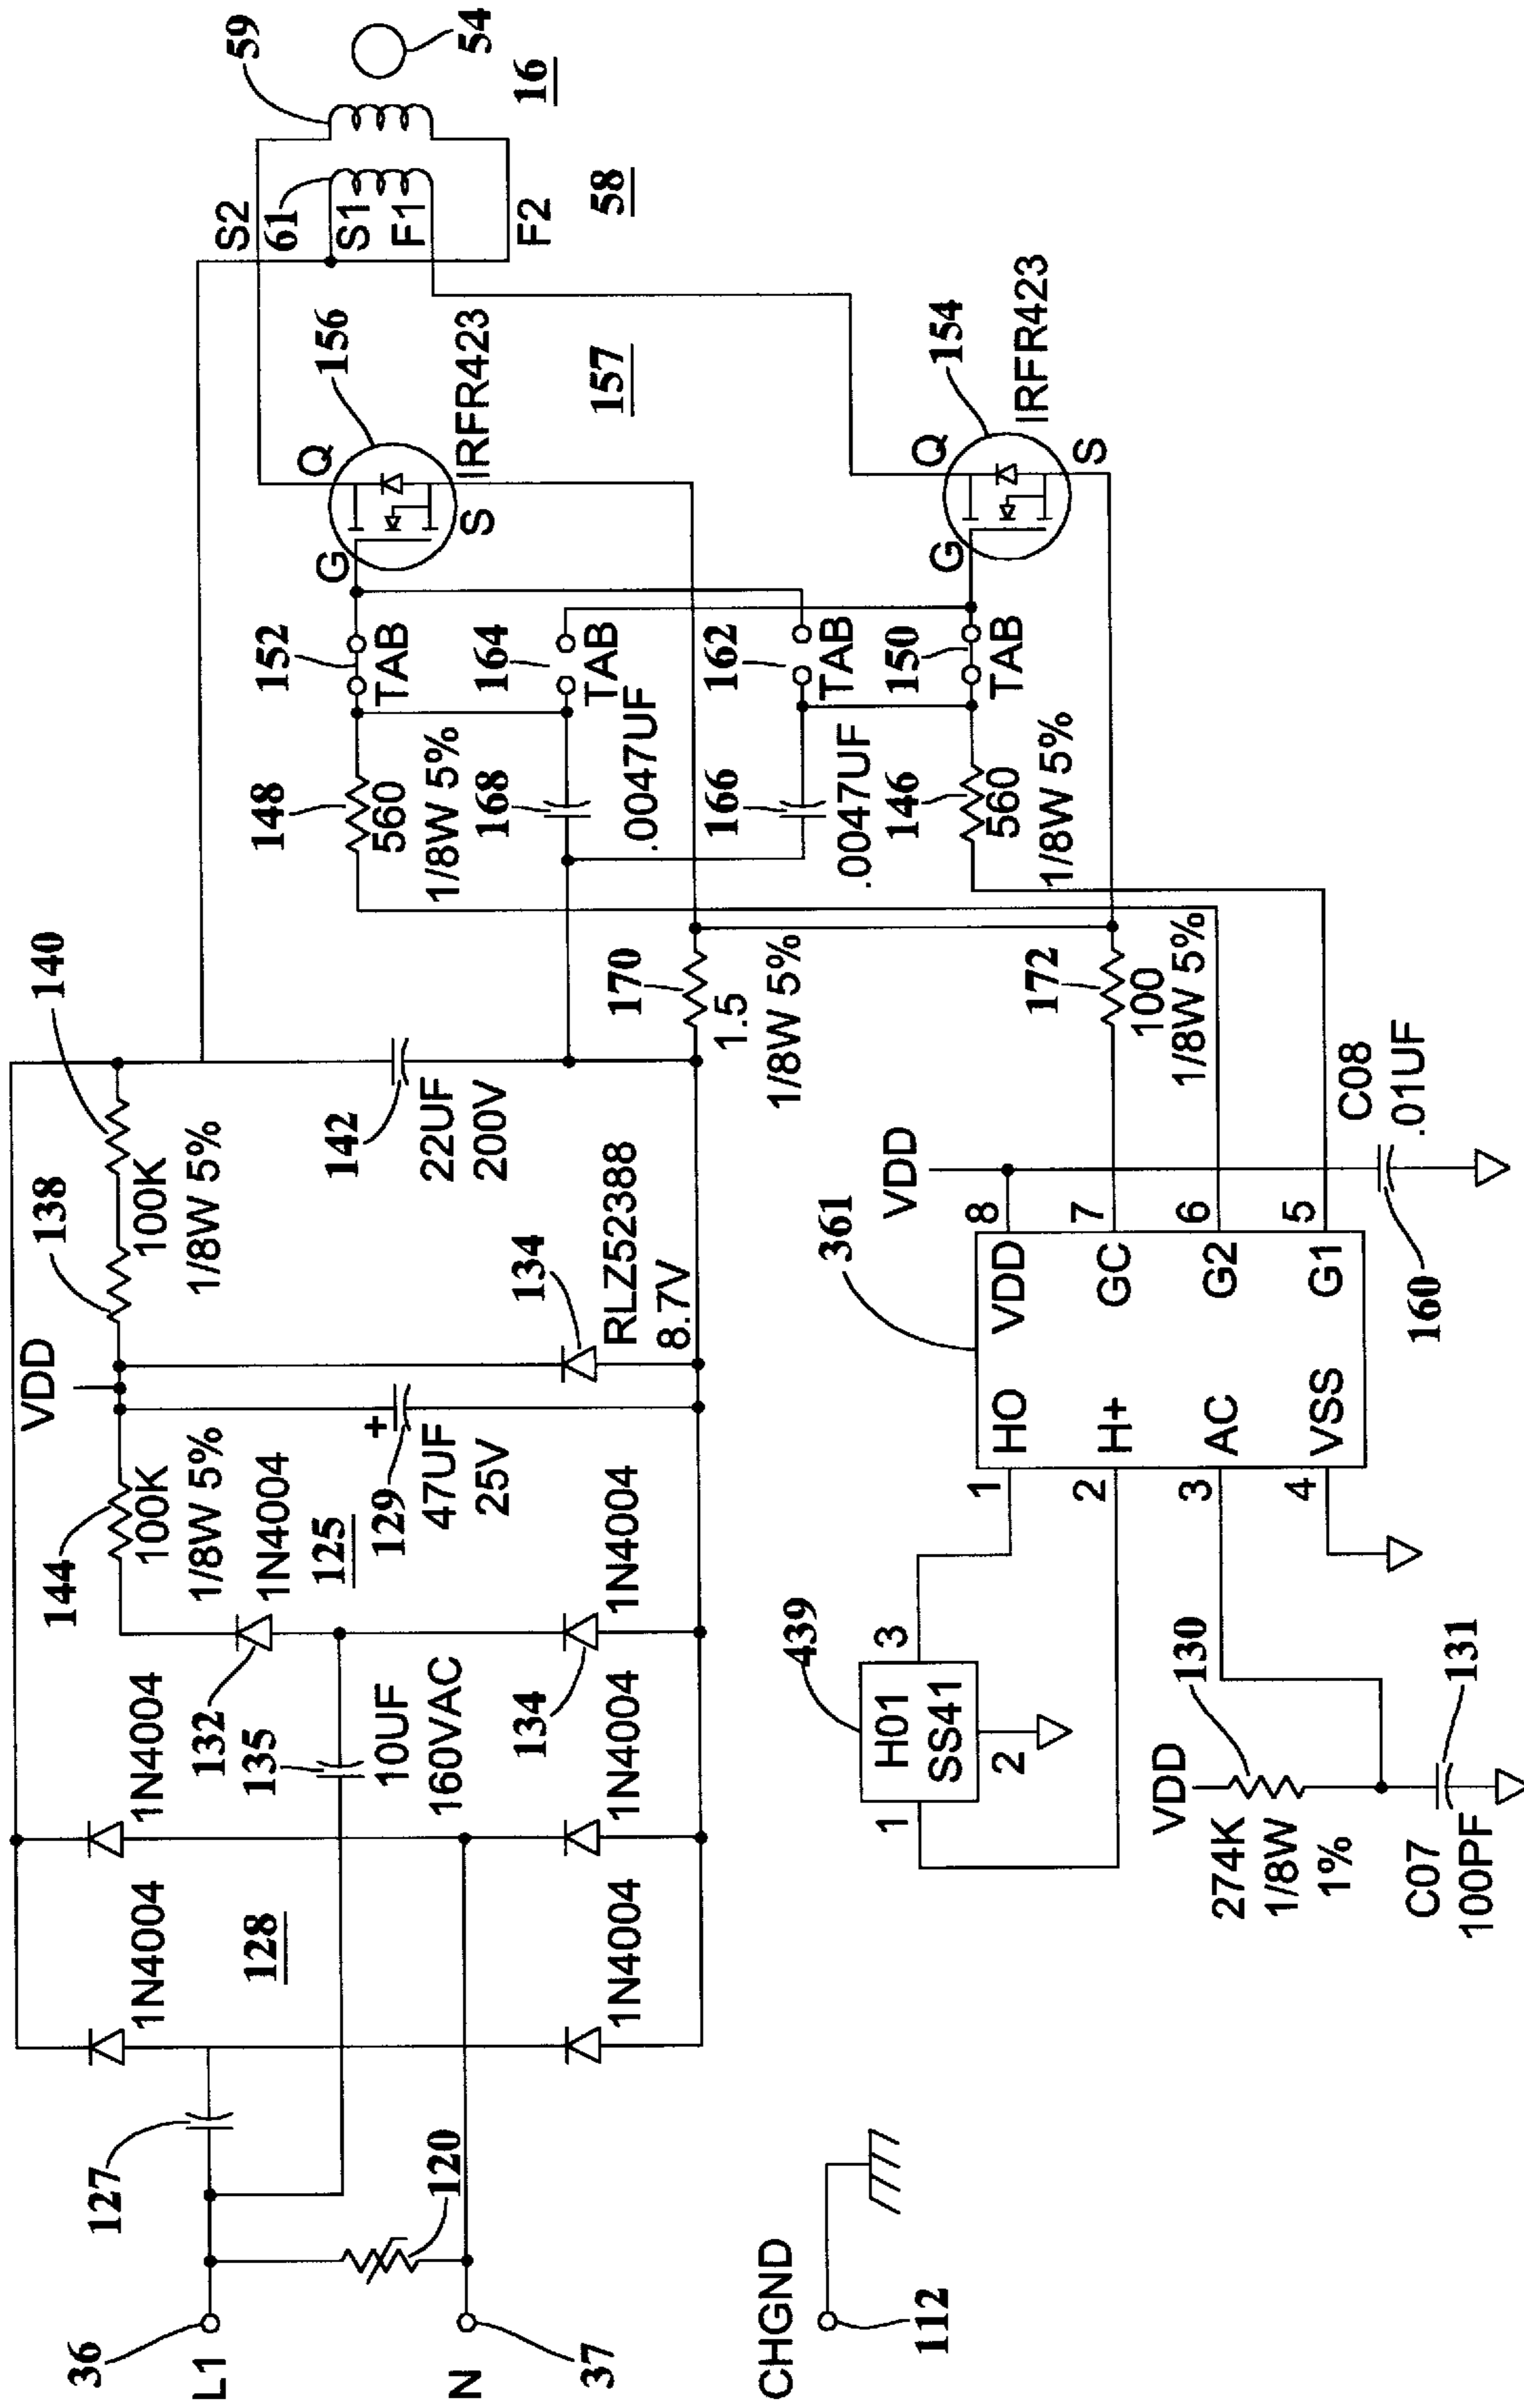 36
L1
N
37
127
120
CHGND
112
1N4004
128
1N4004
1N4004
1N4004
132
135
10UF
160VAC
134
1N4004
144
100K
1/8W 5%
1N4004
125
129
+
47UF
25V
VDD
138
140
100K
1/8W 5%
134
RLZ52388
8.7V
142
22UF
200V
170
1.5
1/8W 5%
148
560
1/8W 5%
168
.0047UF
166
.0047UF
146
560
1/8W 5%
152
TAB
164
TAB
162
TAB
150
TAB
G
Q
S
156
IRFR423
157
G
Q
S
154
IRFR423
S2
61
S1
F1
F2
58
59
54
16
439
H01
SS41
1
2
3
VDD
130
274K
1/8W
1%
C07
100PF
131
361
1
2
3
4
HO
H+
AC
VSS
VDD
GC
G2
G1
8
7
6
5
VDD
172
100
1/8W 5%
160
C08
.01UF